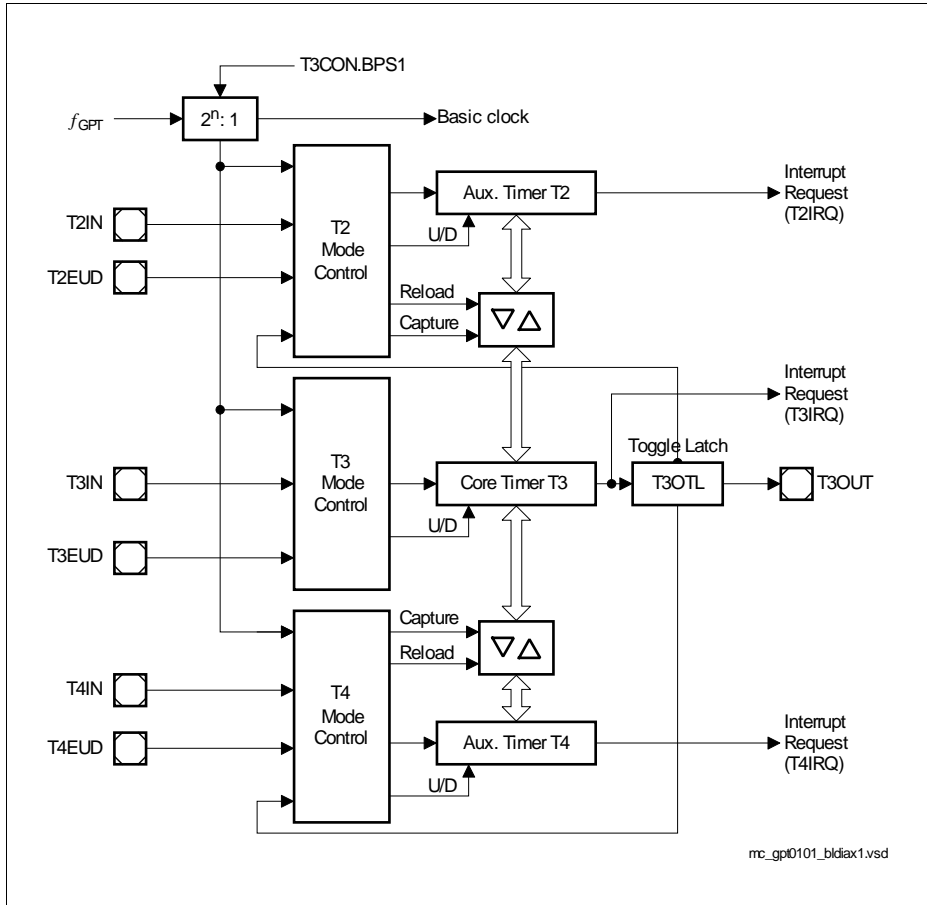 T3CON.BPS1
fGPT
2n: 1
Basic clock
Interrupt
Request
(T2IRQ)
Aux. Timer T2
T2IN
T2
Mode
Control
U/D
T2EUD
Reload
Capture
Interrupt
Request
(T3IRQ)
Toggle Latch
T3IN
T3
Mode
Control
Core Timer T3
T3OTL
T3OUT
U/D
T3EUD
Capture
Reload
T4IN
T4
Mode
Control
Interrupt
Request
(T4IRQ)
T4EUD
Aux. Timer T4
U/D
mc_gpt0101_bldiax1.vsd